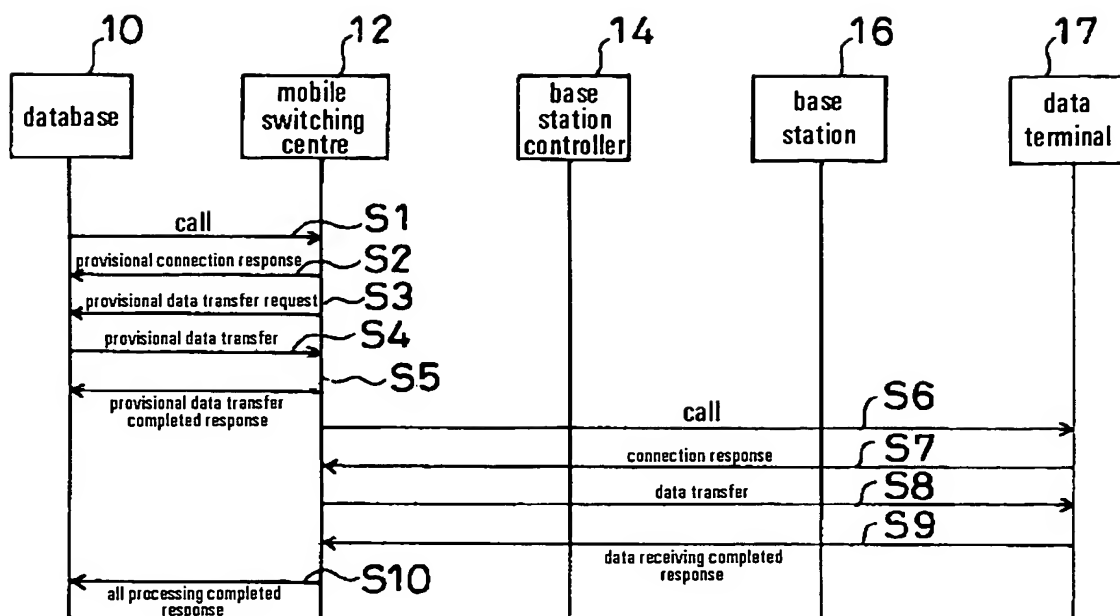 10
12
14
16
17
database
mobile
switching
centre
base
station
controller
base
station
data
terminal
call
S1
provisional connection response
S2
provisional data transfer request
S3
provisional data transfer
S4
S5
provisional data transfer
completed response
call
S6
connection response
S7
data transfer
S8
S9
data receiving completed
response
S10
all processing completed
response